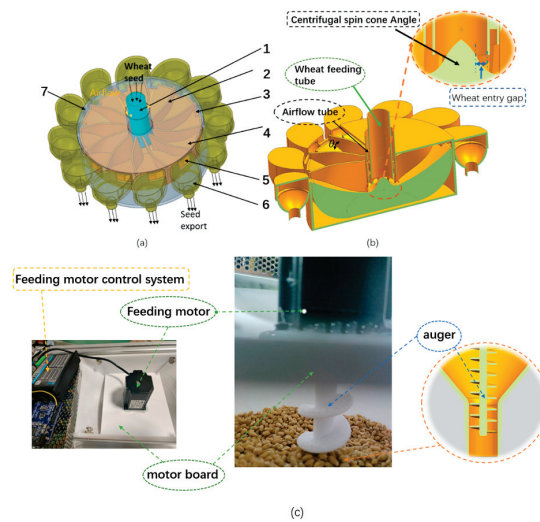 (a)
Wheat
seed
1
2
3
4
5
6
7
Seed
export
(a)
Centrifugal spin cone Angle
Wheat feeding
tube
Airflow tube
Wheat entry gap
(b)
Feeding motor control system
Feeding motor
motor board
auger
(c)